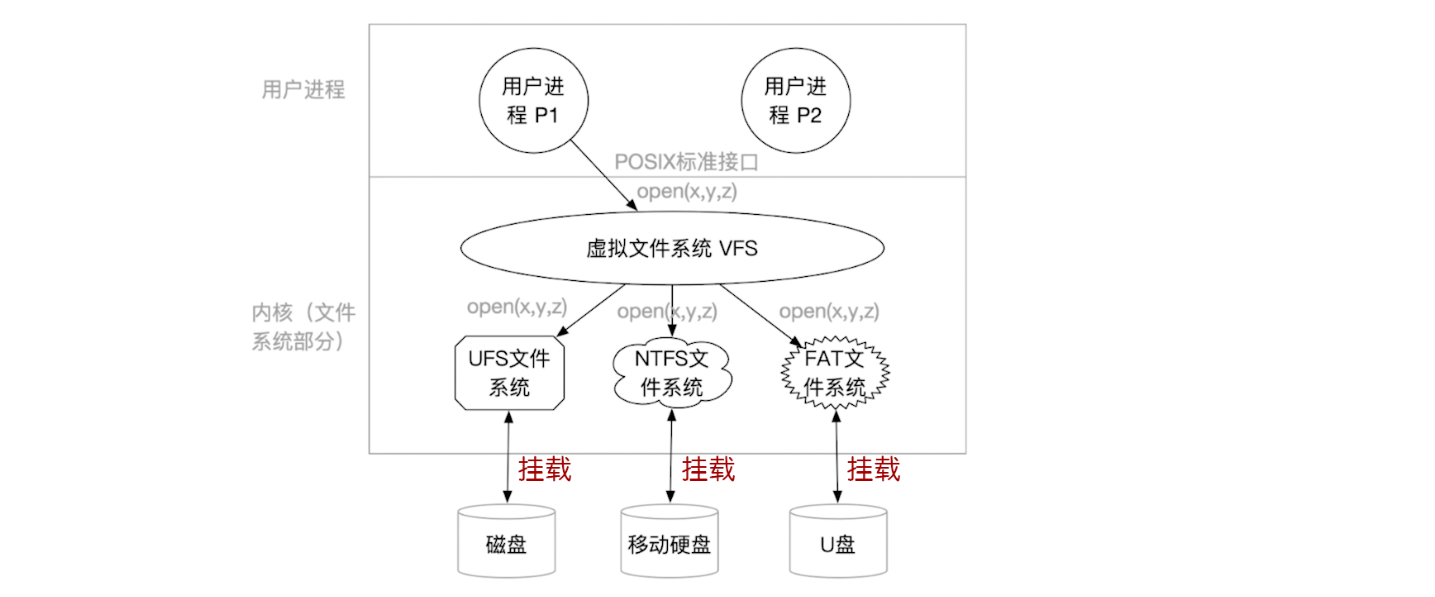 用户进程
用户进
程 P1
用户进
程 P2
POSIX标准接口
open(x,y,z)
虚拟文件系统 VFS
内核（文件
系统部分）
open(x,y,z)
open(x,y,z)
open(x,y,z)
UFS文件
系统
NTFS文
件系统
FAT文
件系统
挂载
挂载
挂载
磁盘
移动硬盘
U盘